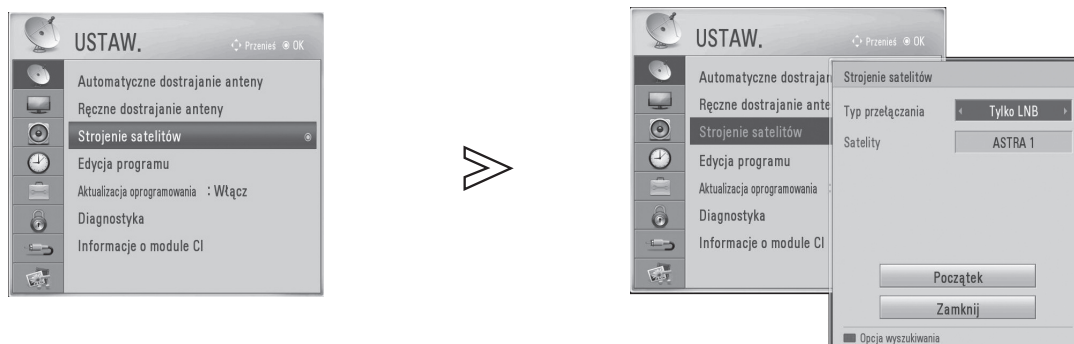 USTAW.
Przenieś OK
Automatyczne dostrajanie anteny
Ręczne dostrajanie anteny
Strojenie satelitów
Edycja programu
Aktualizacja oprogramowania : Włącz
Diagnostyka
Informacje o module CI
USTAW.
Przenieś OK
Automatyczne dostrajan
Ręczne dostrajanie ante
Strojenie satelitów
Edycja programu
Aktualizacja oprogramowania :
Diagnostyka
Informacje o module CI
Strojenie satelitów
Typ przełączania Tylko LNB
Satelity ASTRA 1
Początek
Zamknij
Opcja wyszukiwania